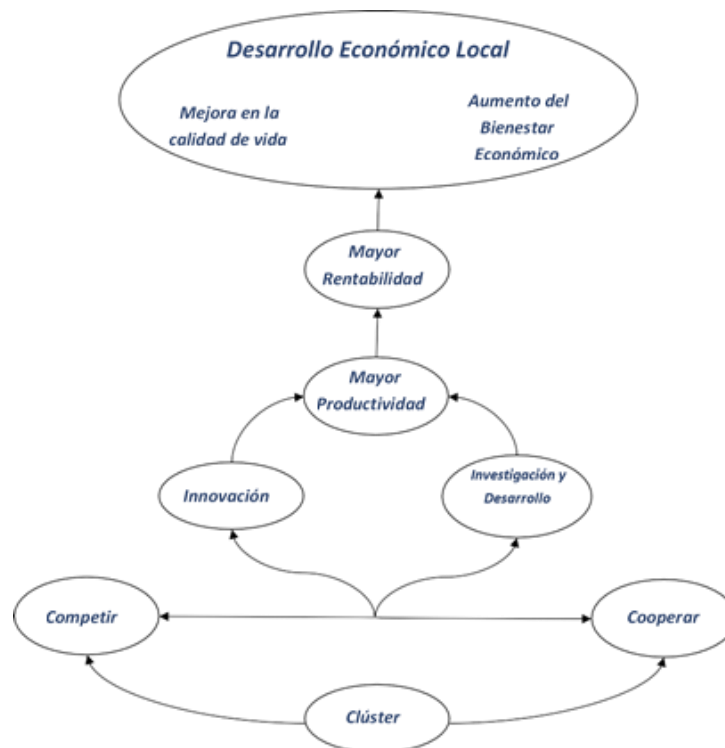 Desarrollo Económico Local
Mejora en la
calidad de vida
Aumento del
Bienestar
Económico
Mayor
Rentabilidad
Mayor
Productividad
Innovación
Investigación y
Desarrollo
Competir
Cooperar
Clúster